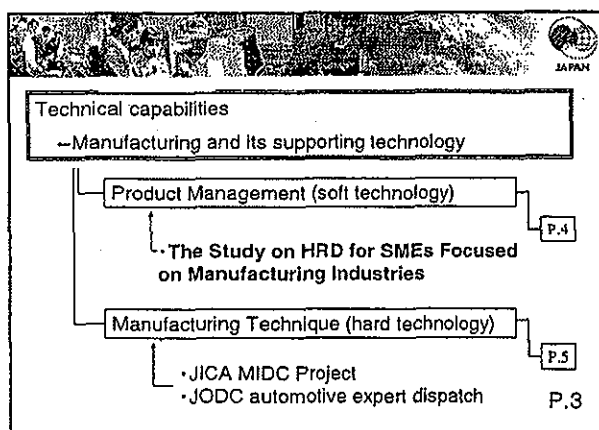 JAPAN
Technical capabilities
–Manufacturing and its supporting technology
Product Management (soft technology)
P.4
・The Study on HRD for SMEs Focused
on Manufacturing Industries
Manufacturing Technique (hard technology)
P.5
・JICA MIDC Project
・JODC automotive expert dispatch
P.3